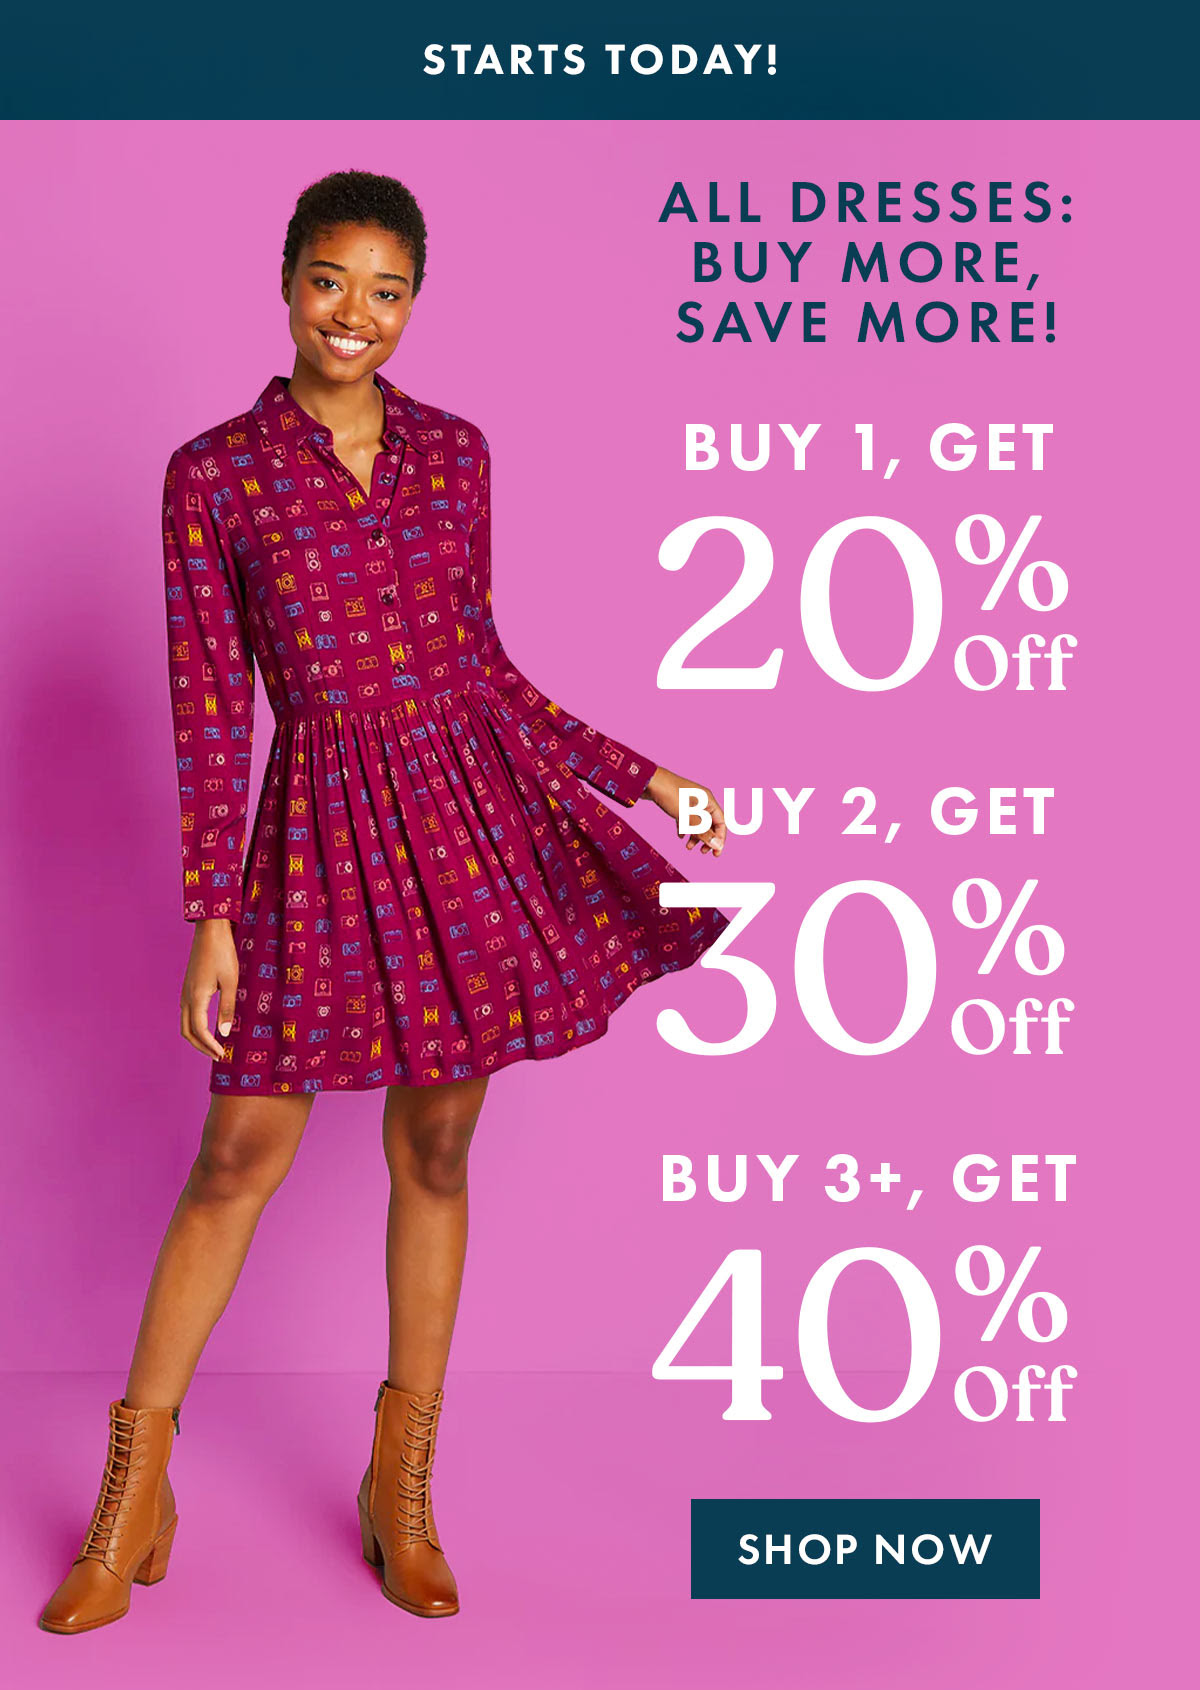 STARTS TODAY!
ALL DRESSES:
BUY MORE,
SAVE MORE!
BUY 1, GET
20% Off
BUY 2, GET
30% Off
BUY 3+, GET
40% Off
SHOP NOW